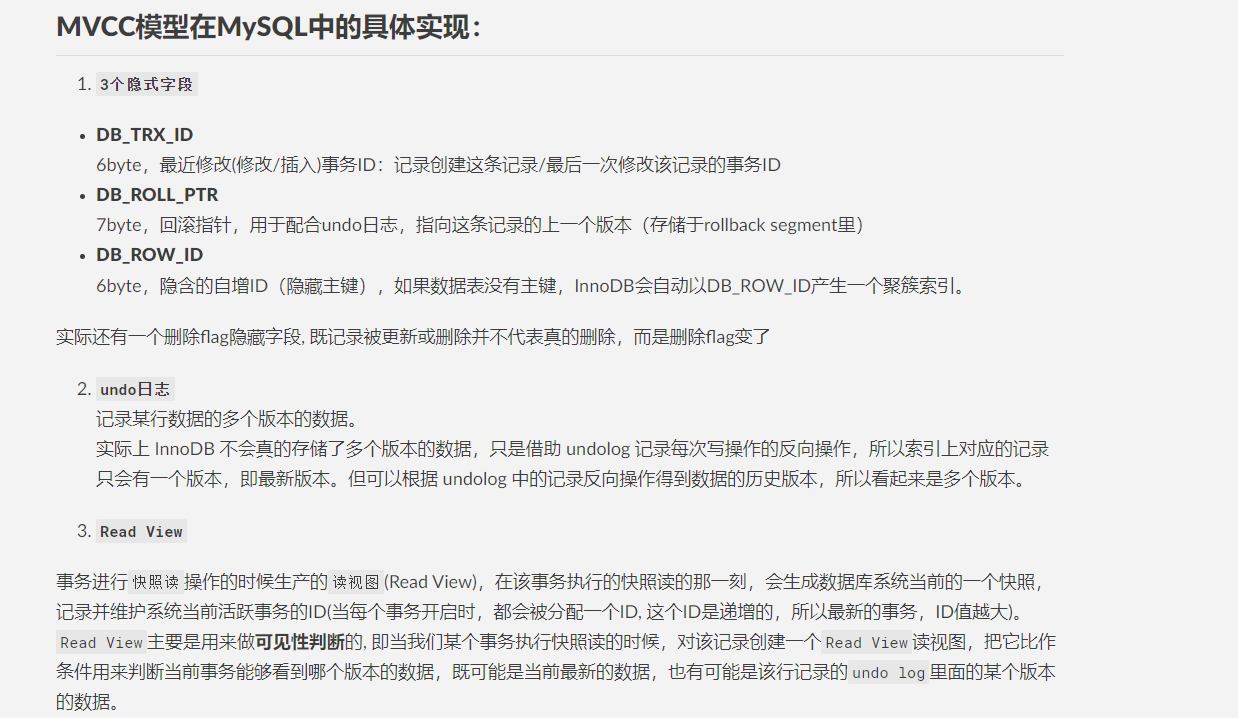 MVCC模型在MySQL中的具体实现：
1. 3个隐式字段
• DB_TRX_ID
6byte，最近修改(修改/插入)事务ID：记录创建这条记录/最后一次修改该记录的事务ID
• DB_ROLL_PTR
7byte，回滚指针，用于配合undo日志，指向这条记录的上一个版本（存储于rollback segment里）
• DB_ROW_ID
6byte，隐含的自增ID（隐藏主键），如果数据表没有主键，InnoDB会自动以DB_ROW_ID产生一个聚簇索引。
实际还有一个删除flag隐藏字段, 既记录被更新或删除并不代表真的删除，而是删除flag变了
2. undo日志
记录某行数据的多个版本的数据。
实际上 InnoDB 不会真的存储了多个版本的数据，只是借助 undolog 记录每次写操作的反向操作，所以索引上对应的记录
只会有一个版本，即最新版本。但可以根据 undolog 中的记录反向操作得到数据的历史版本，所以看起来是多个版本。
3. Read View
事务进行快照读操作的时候生产的读视图(Read View)，在该事务执行的快照读的那一刻，会生成数据库系统当前的一个快照，
记录并维护系统当前活跃事务的ID(当每个事务开启时，都会被分配一个ID, 这个ID是递增的，所以最新的事务，ID值越大)。
Read View主要是用来做可见性判断的, 即当我们某个事务执行快照读的时候，对该记录创建一个Read View读视图，把它比作
条件用来判断当前事务能够看到哪个版本的数据，既可能是当前最新的数据，也有可能是该行记录的undo log里面的某个版本
的数据。